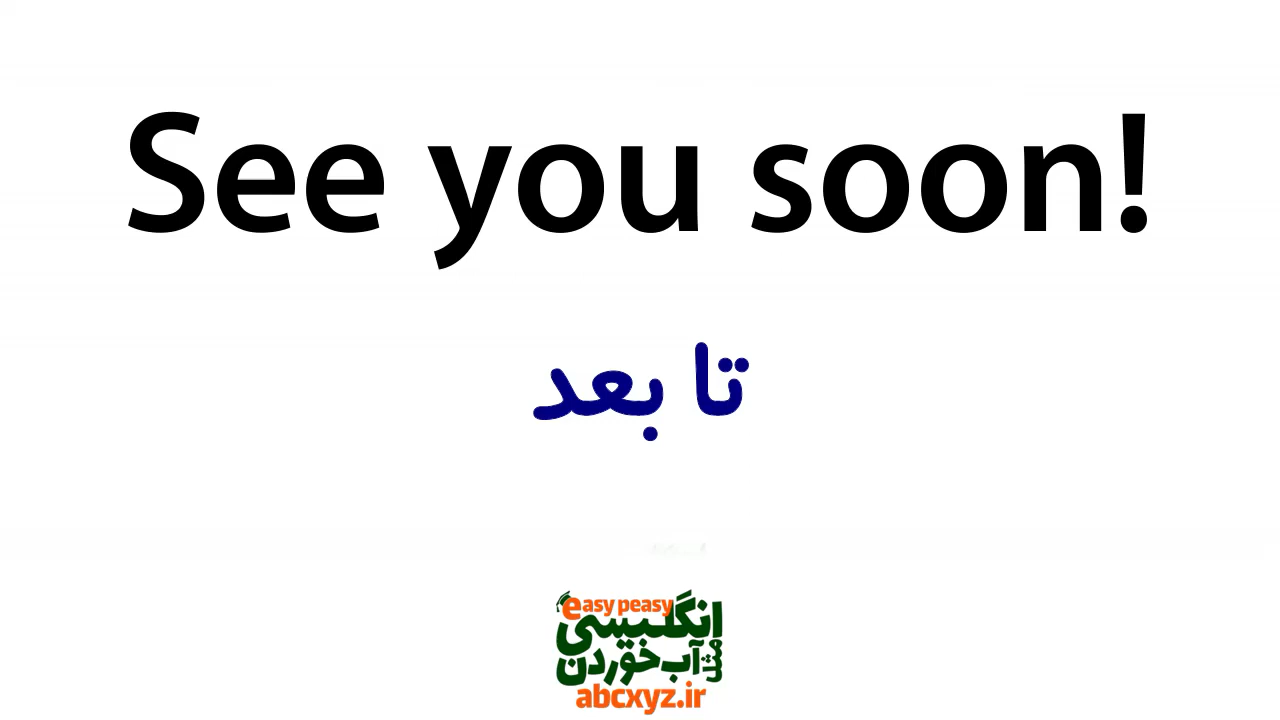 See you soon!
تا بعد
easy peasy
انگلیسی
مثل آب خوردن
abcxyz.ir